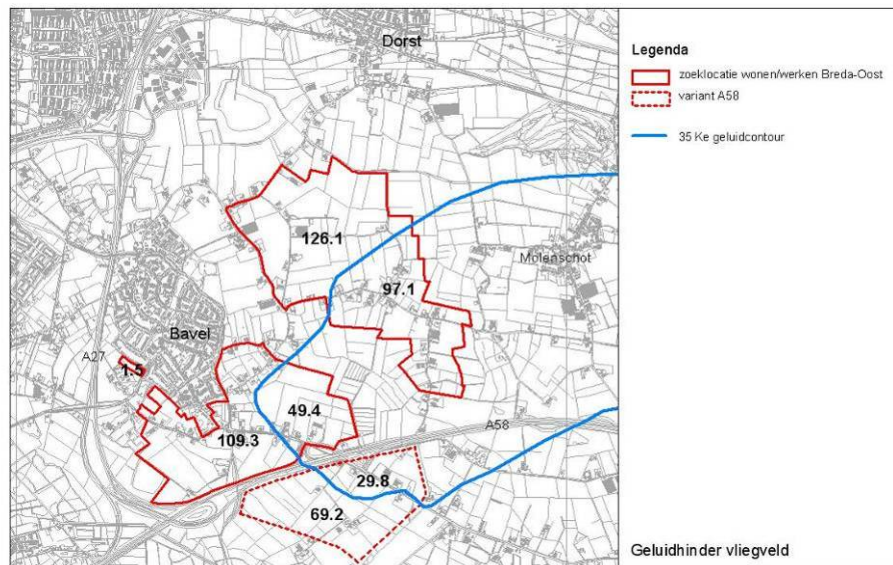 Dorst
Legenda
zoeklocatie wonen/werken Breda-Oost
variant A58
35 Ke geluidcontour
126.1
Molenschot
97.1
Bavel
A27
1.5
49.4
A58
109.3
29.8
69.2
Geluidhinder vliegveld